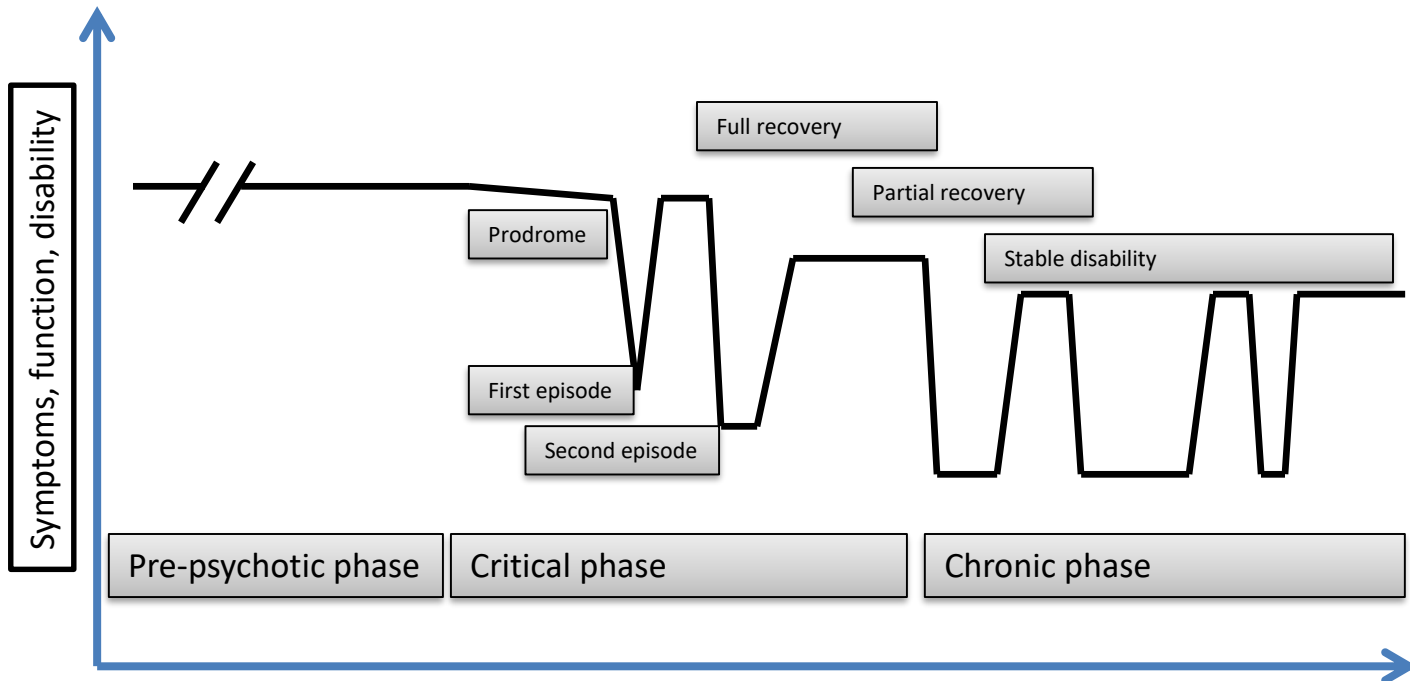 Symptoms, function, disability
Full recovery
Partial recovery
Prodrome
Stable disability
First episode
Second episode
Pre-psychotic phase
Critical phase
Chronic phase